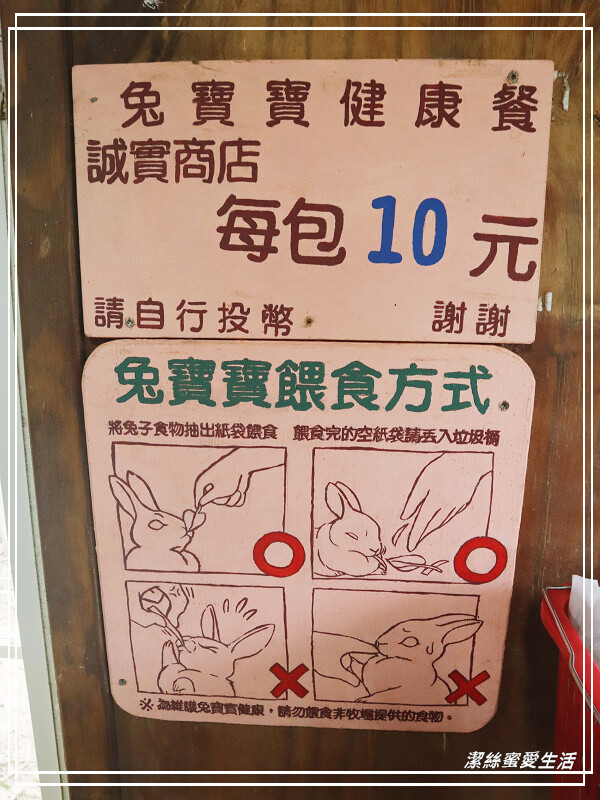 兔寶寶健康餐
誠實商店
每包10元
請自行投幣 謝謝
兔寶寶餵食方式
將兔子食物抽出紙袋餵食 餵食完的空紙袋請丟入垃圾桶
※為維護兔寶寶健康，請勿餵食非牧場提供的食物。
潔絲蜜愛生活